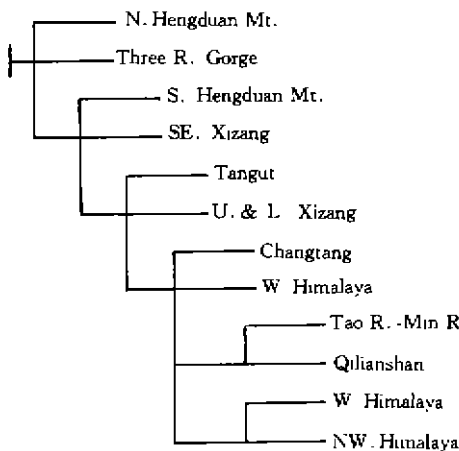 N. Hengduan Mt.
Three R. Gorge
S. Hengduan Mt.
SE. Xizang
Tangut
U. & L Xizang
Changtang
W Himalaya
Tao R. -Min R
Qilianshan
W Himalaya
NW. Himalaya